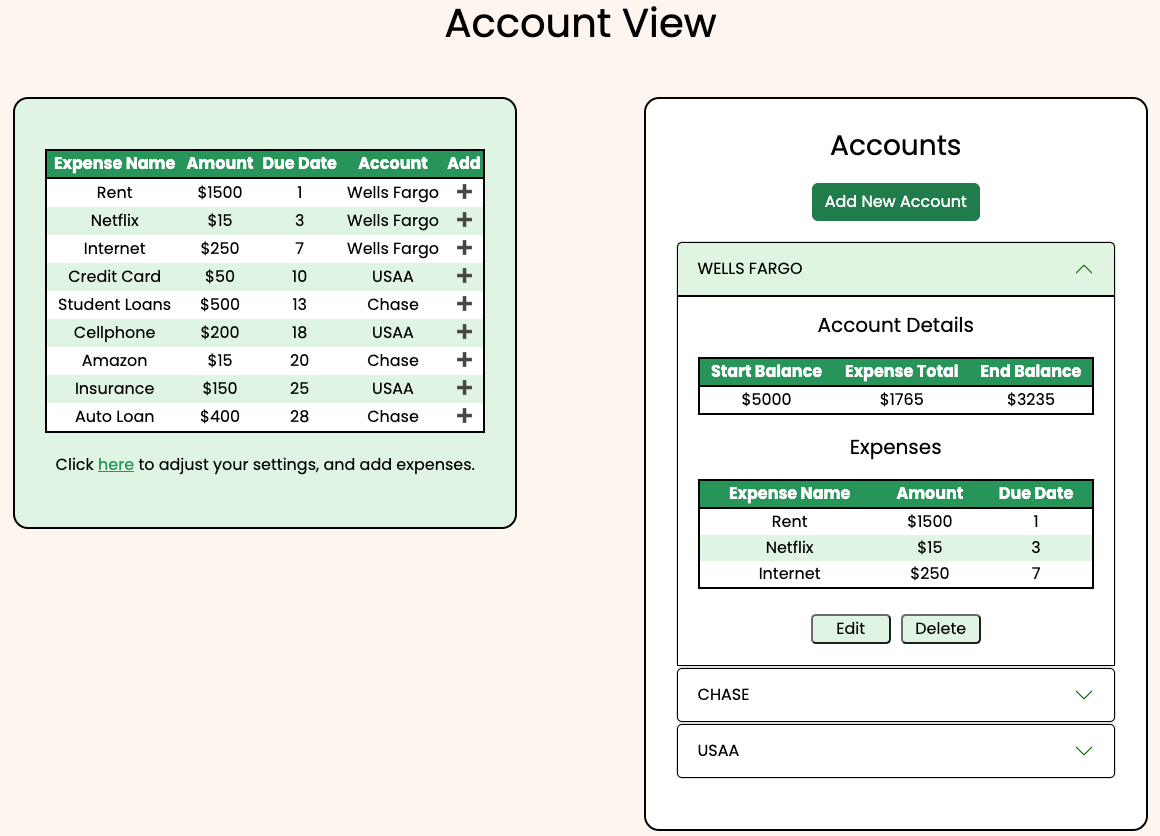 Account View
Expense Name Amount Due Date Account Add
Rent $1500 1 Wells Fargo
Netflix $15 3 Wells Fargo
Internet $250 7 Wells Fargo
Credit Card $50 10 USAA
Student Loans $500 13 Chase
Cellphone $200 18 USAA
Amazon $15 20 Chase
Insurance $150 25 USAA
Auto Loan $400 28 Chase
Click here to adjust your settings, and add expenses.
Accounts
Add New Account
WELLS FARGO
Account Details
Start Balance Expense Total End Balance
$5000 $1765 $3235
Expenses
Expense Name Amount Due Date
Rent $1500 1
Netflix $15 3
Internet $250 7
Edit Delete
CHASE
USAA